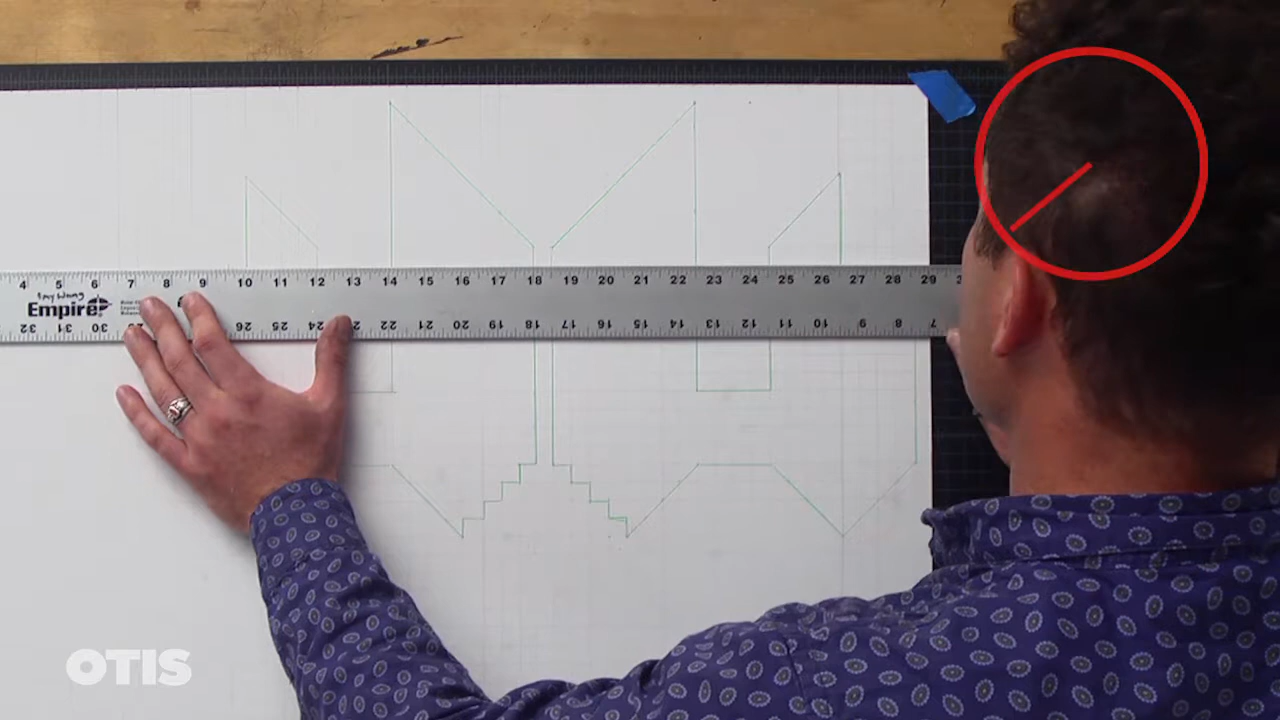 4 5 6 7 8 9 10 11 12 13 14 15 16 17 18 19 20 21 22 23 24 25 26 27 28 29
Empire
32 31 30 26 25 24 22 21 20 19 18 17 16 15 14 13 12 11 10 9 8 7
OTIS